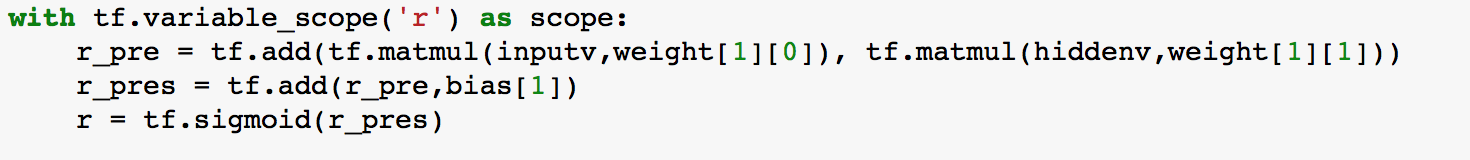 with tf.variable_scope('r') as scope:
    r_pre = tf.add(tf.matmul(inputv,weight[1][0]), tf.matmul(hiddenv,weight[1][1]))
    r_pres = tf.add(r_pre,bias[1])
    r = tf.sigmoid(r_pres)